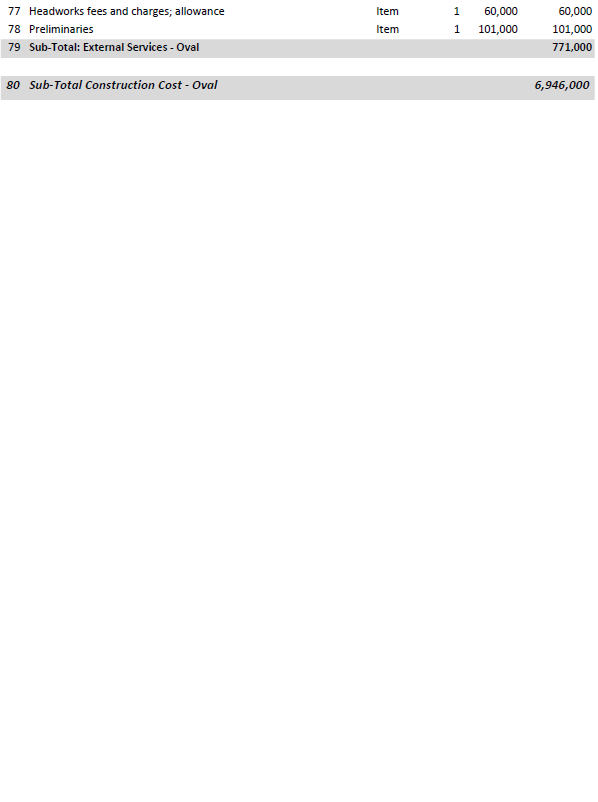 77 Headworks fees and charges; allowance Item 1 60,000 60,000
78 Preliminaries Item 1 101,000 101,000
79 Sub-Total: External Services - Oval 771,000
80 Sub-Total Construction Cost - Oval 6,946,000